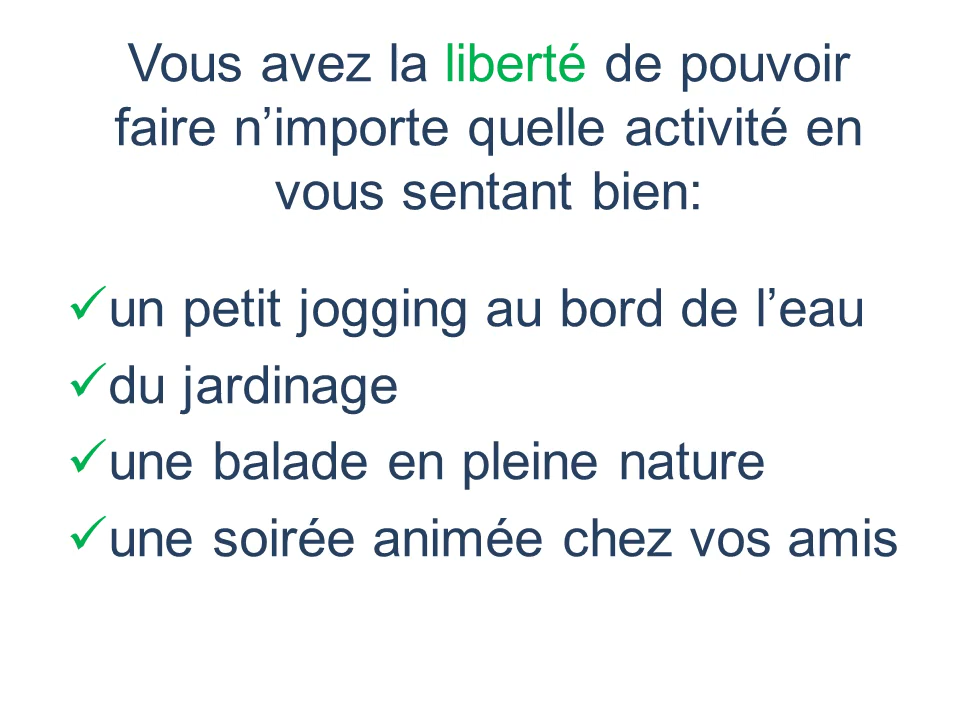 Vous avez la liberté de pouvoir
faire n’importe quelle activité en
vous sentant bien:
✓un petit jogging au bord de l’eau
✓du jardinage
✓une balade en pleine nature
✓une soirée animée chez vos amis